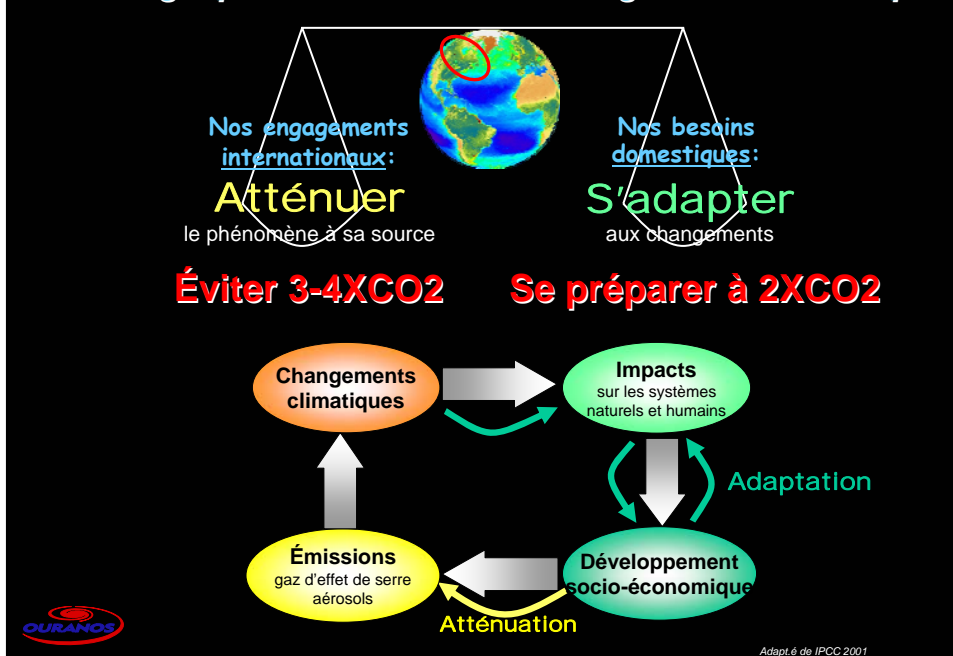 Nos engagements
internationaux:
Atténuer
le phénomène à sa source
Nos besoins
domestiques:
S'adapter
aux changements
Éviter 3-4XCO2
Se préparer à 2XCO2
Changements
climatiques
Impacts
sur les systèmes
naturels et humains
Adaptation
Développement
socio-économique
Émissions
gaz d'effet de serre
aérosols
Atténuation
OURANOS
Adapt.é de IPCC 2001